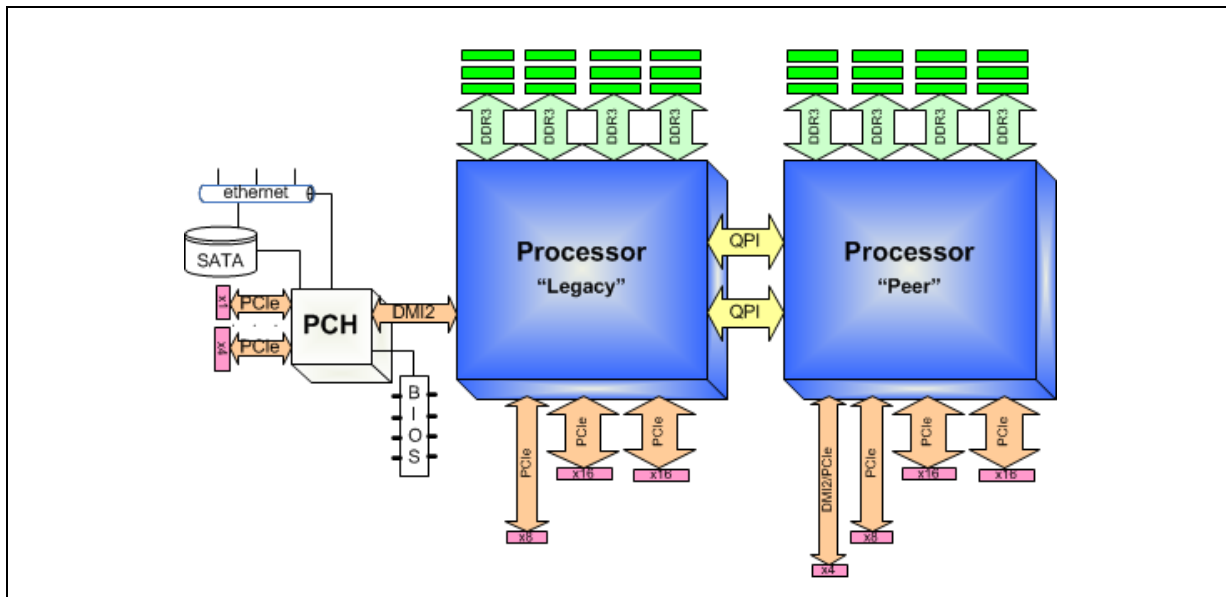 DDR3
DDR3
DDR3
DDR3
DDR3
DDR3
DDR3
DDR3
ethernet
SATA
x1
PCIe
x4
PCIe
PCH
DMI2
BIOS
Processor
“Legacy”
QPI
QPI
Processor
“Peer”
PCIe
x8
PCIe
x16
PCIe
x16
DMI2/PCIe
x4
PCIe
x8
PCIe
x16
PCIe
x16